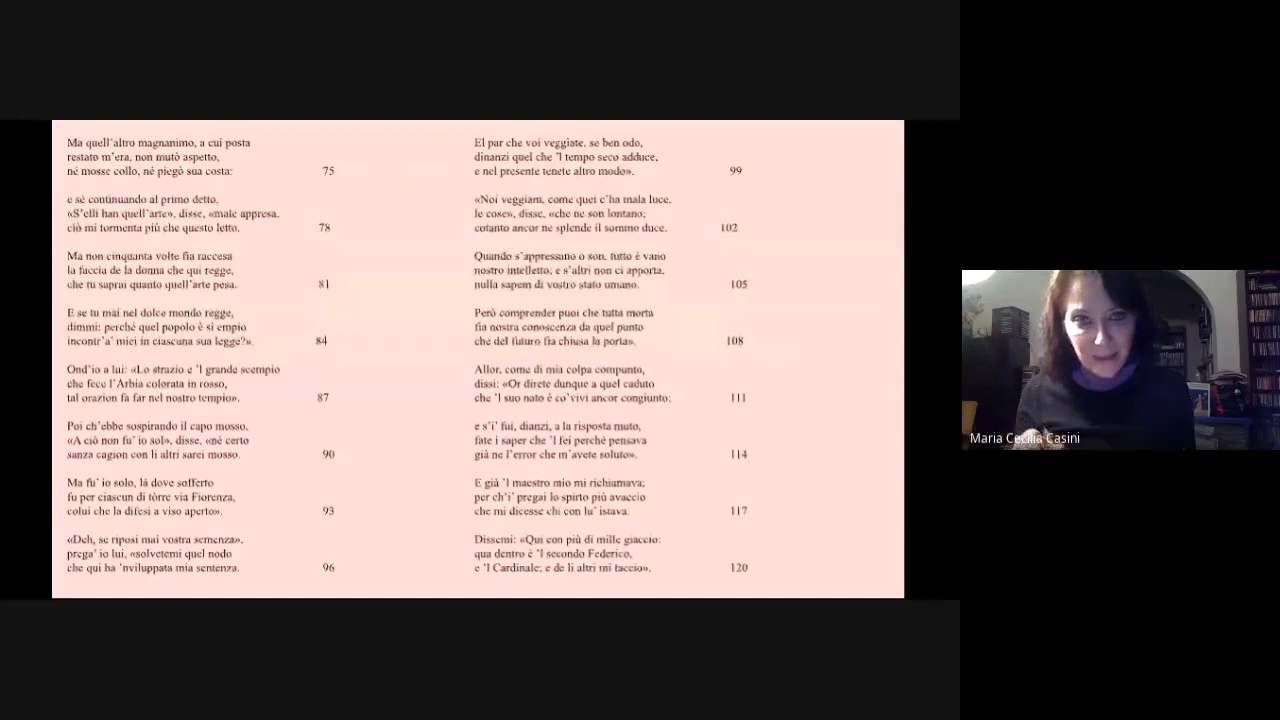 Ma quell'altro magnanimo, a cui posta
restato m'era, non mutò aspetto,
né mosse collo, né piegò sua costa:
75
e sé continuando al primo detto,
«S'elli han quell'arte», disse, «male appresa,
ciò mi tormenta più che questo letto.
78
Ma non cinquanta volte fia raccesa
la faccia de la donna che qui regge,
che tu saprai quanto quell'arte pesa.
81
E se tu mai nel dolce mondo regge,
dimmi: perché quel popolo è sì empio
incontr'a' miei in ciascuna sua legge?».
84
Ond'io a lui: «Lo strazio e 'l grande scempio
che fece l'Arbia colorata in rosso,
tal orazion fa far nel nostro tempio».
87
Poi ch'ebbe sospirando il capo mosso,
«A ciò non fu' io sol», disse, «né certo
sanza cagion con li altri sarei mosso.
90
Ma fu' io solo, là dove sofferto
fu per ciascun di tòrre via Fiorenza,
colui che la difesi a viso aperto».
93
«Deh, se riposi mai vostra semenza»,
prega' io lui, «solvetemi quel nodo
che qui ha 'nviluppata mia sentenza.
96
El par che voi veggiate, se ben odo,
dinanzi quel che 'l tempo seco adduce,
e nel presente tenete altro modo».
99
«Noi veggiam, come quei c'ha mala luce,
le cose», disse, «che ne son lontano;
cotanto ancor ne splende il sommo duce.
102
Quando s'appressano o son, tutto è vano
nostro intelletto; e s'altri non ci apporta,
nulla sapem di vostro stato umano.
105
Però comprender puoi che tutta morta
fia nostra conoscenza da quel punto
che del futuro fia chiusa la porta».
108
Allor, come di mia colpa compunto,
dissi: «Or direte dunque a quel caduto
che 'l suo nato è co'vivi ancor congiunto;
111
e s'i' fui, dianzi, a la risposta muto,
fate i saper che 'l fei perché pensava
già ne l'error che m'avete soluto».
114
E già 'l maestro mio mi richiamava;
per ch'i' pregai lo spirto più avaccio
che mi dicesse chi con lu' istava.
117
Dissemi: «Qui con più di mille giaccio:
qua dentro è 'l secondo Federico,
e 'l Cardinale; e de li altri mi taccio».
120
Maria Cecilia Casini